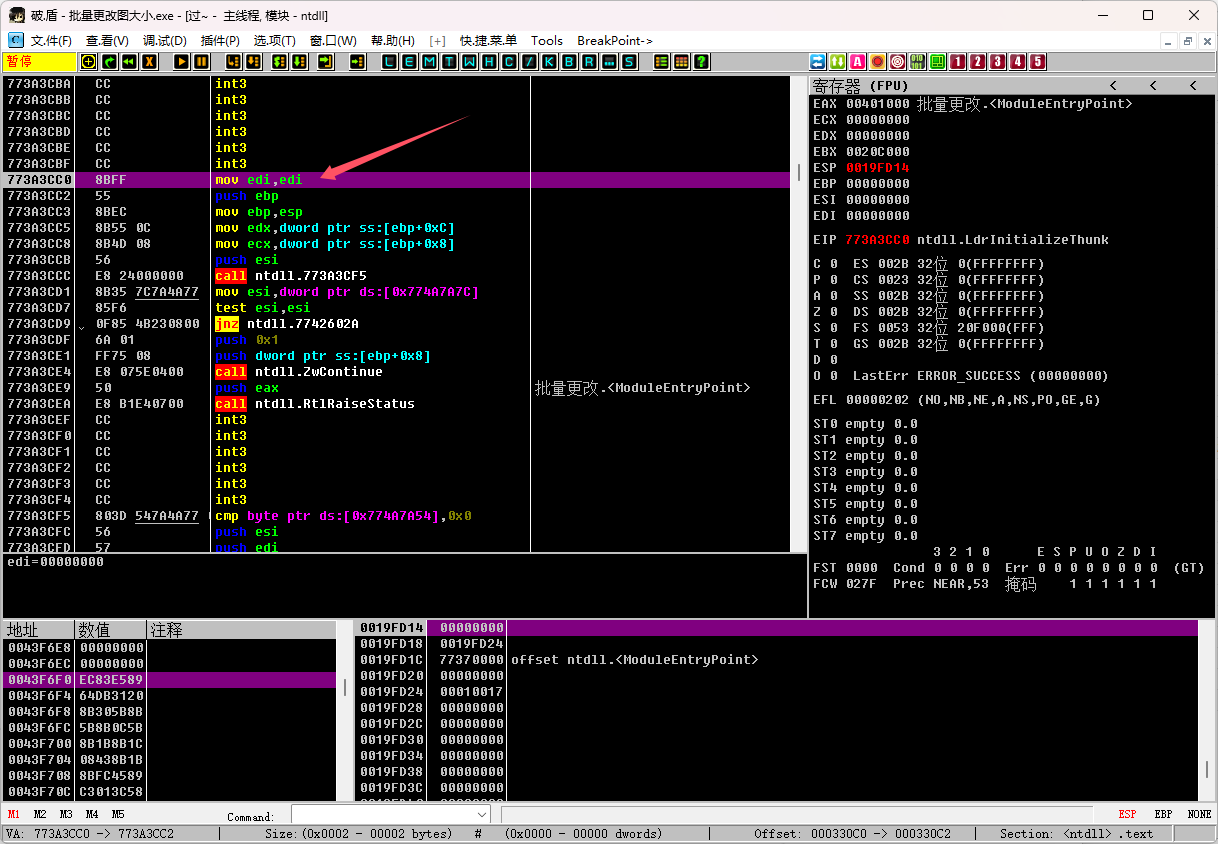 破.盾 - 批量更改图大小.exe - [过~ - 主线程, 模块 - ntdll]
文.件(F) 查.看(V) 调.试(D) 插件(P) 选.项(T) 窗.口(W) 帮.助(H) [+] 快.捷.菜.单 Tools BreakPoint->
暂停 L E M T W H C / K B R ... S ? A 1 2 3 4 5
773A3CBA CC int3
773A3CBB CC int3
773A3CBC CC int3
773A3CBD CC int3
773A3CBE CC int3
773A3CBF CC int3
773A3CC0 8BFF mov edi,edi
773A3CC2 55 push ebp
773A3CC3 8BEC mov ebp,esp
773A3CC5 8B55 0C mov edx,dword ptr ss:[ebp+0xC]
773A3CC8 8B4D 08 mov ecx,dword ptr ss:[ebp+0x8]
773A3CCB 56 push esi
773A3CCC E8 24000000 call ntdll.773A3CF5
773A3CD1 8B35 7C7A4A77 mov esi,dword ptr ds:[0x774A7A7C]
773A3CD7 85F6 test esi,esi
773A3CD9 0F85 4B230800 jnz ntdll.7742602A
773A3CDF 6A 01 push 0x1
773A3CE1 FF75 08 push dword ptr ss:[ebp+0x8]
773A3CE4 E8 075E0400 call ntdll.ZwContinue
773A3CE9 50 push eax 批量更改.<ModuleEntryPoint>
773A3CEA E8 B1E40700 call ntdll.RtlRaiseStatus
773A3CEF CC int3
773A3CF0 CC int3
773A3CF1 CC int3
773A3CF2 CC int3
773A3CF3 CC int3
773A3CF4 CC int3
773A3CF5 803D 547A4A77 cmp byte ptr ds:[0x774A7A54],0x0
773A3CFC 56 push esi
773A3CFD 57 push edi
edi=00000000
寄存器 (FPU) < < <
EAX 00401000 批量更改.<ModuleEntryPoint>
ECX 00000000
EDX 00000000
EBX 0020C000
ESP 0019FD14
EBP 00000000
ESI 00000000
EDI 00000000
EIP 773A3CC0 ntdll.LdrInitializeThunk
C 0 ES 002B 32位 0(FFFFFFFF)
P 0 CS 0023 32位 0(FFFFFFFF)
A 0 SS 002B 32位 0(FFFFFFFF)
Z 0 DS 002B 32位 0(FFFFFFFF)
S 0 FS 0053 32位 20F000(FFF)
T 0 GS 002B 32位 0(FFFFFFFF)
D 0
O 0 LastErr ERROR_SUCCESS (00000000)
EFL 00000202 (NO,NB,NE,A,NS,PO,GE,G)
ST0 empty 0.0
ST1 empty 0.0
ST2 empty 0.0
ST3 empty 0.0
ST4 empty 0.0
ST5 empty 0.0
ST6 empty 0.0
ST7 empty 0.0
3 2 1 0 E S P U O Z D I
FST 0000 Cond 0 0 0 0 Err 0 0 0 0 0 0 0 0 (GT)
FCW 027F Prec NEAR,53 掩码 1 1 1 1 1 1
地址 数值 注释
0043F6E8 00000000
0043F6EC 00000000
0043F6F0 EC83E589
0043F6F4 64DB3120
0043F6F8 8B305B8B
0043F6FC 5B8B0C5B
0043F700 8B1B8B1C
0043F704 08438B1B
0043F708 8BFC4589
0043F70C C3013C58
0019FD14 00000000
0019FD18 0019FD24
0019FD1C 77370000 offset ntdll.<ModuleEntryPoint>
0019FD20 00000000
0019FD24 00010017
0019FD28 00000000
0019FD2C 00000000
0019FD30 00000000
0019FD34 00000000
0019FD38 00000000
0019FD3C 00000000
M1 M2 M3 M4 M5 Command: ESP EBP NONE
VA: 773A3CC0 -> 773A3CC2 Size:(0x0002 - 00002 bytes) # (0x0000 - 00000 dwords) Offset: 000330C0 -> 000330C2 Section: <ntdll> .text